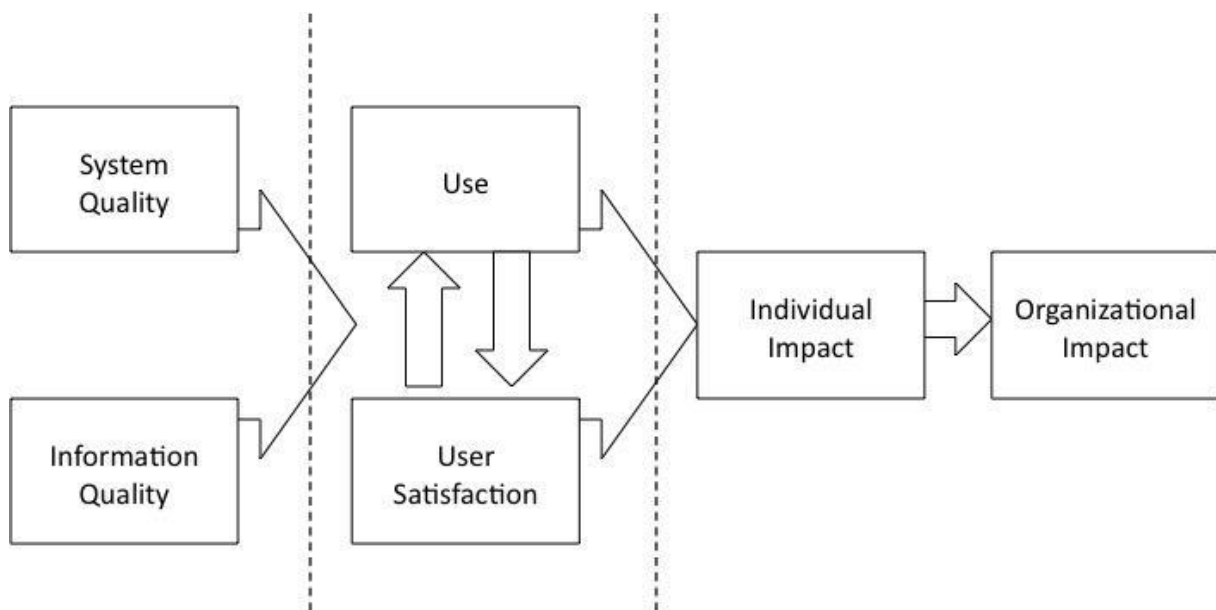 System
Quality
Use
Information
Quality
User
Satisfaction
Individual
Impact
Organizational
Impact